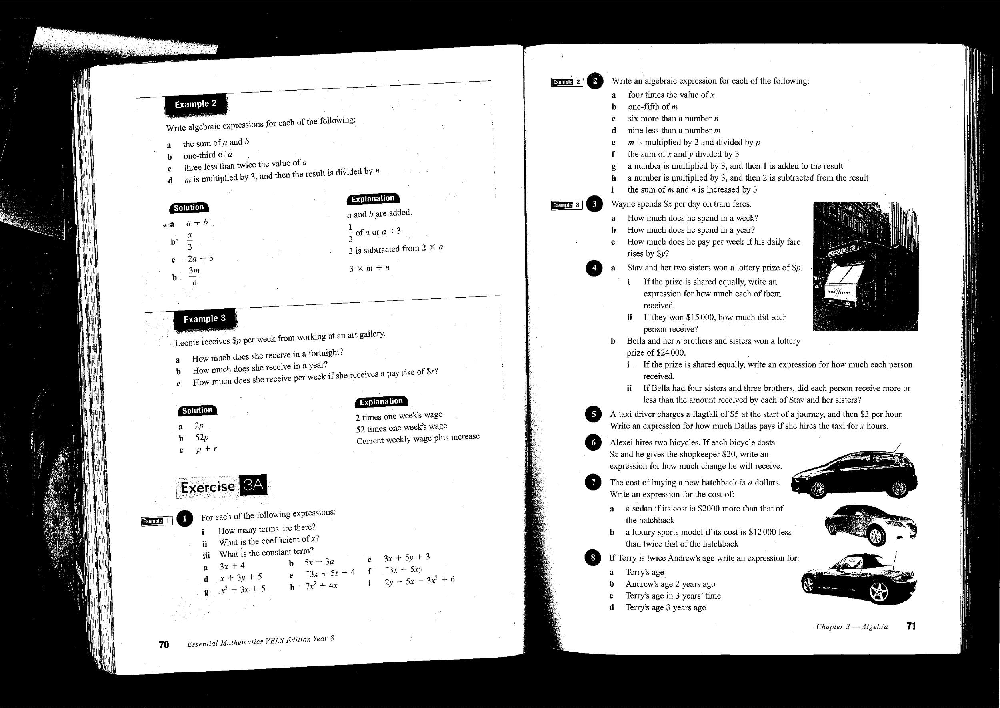 Example 2
Write algebraic expressions for each of the following:
a the sum of a and b
b one-third of a
c three less than twice the value of a
d m is multiplied by 3, and then the result is divided by n
Solution
Explanation
a a + b
a and b are added.
b a/3
1/3 of a or a ÷ 3
c 2a − 3
3 is subtracted from 2 × a
b 3m/n
3 × m ÷ n
Example 3
Leonie receives $p per week from working at an art gallery.
a How much does she receive in a fortnight?
b How much does she receive in a year?
c How much does she receive per week if she receives a pay rise of $r?
Solution
Explanation
a 2p
2 times one week's wage
b 52p
52 times one week's wage
c p + r
Current weekly wage plus increase
Exercise 3A
Example 1
1 For each of the following expressions:
i How many terms are there?
ii What is the coefficient of x?
iii What is the constant term?
a 3x + 4 b 5x − 3a c 3x + 5y + 3
d x + 3y + 5 e ⁻3x + 5z − 4 f ⁻3x + 5xy
g x² + 3x + 5 h 7x² + 4x i 2y − 5x − 3x² + 6
70 Essential Mathematics VELS Edition Year 8
Example 2
2 Write an algebraic expression for each of the following:
a four times the value of x
b one-fifth of m
c six more than a number n
d nine less than a number m
e m is multiplied by 2 and divided by p
f the sum of x and y divided by 3
g a number is multiplied by 3, and then 1 is added to the result
h a number is multiplied by 3, and then 2 is subtracted from the result
i the sum of m and n is increased by 3
Example 3
3 Wayne spends $x per day on tram fares.
a How much does he spend in a week?
b How much does he spend in a year?
c How much does he pay per week if his daily fare
rises by $y?
4 a Stav and her two sisters won a lottery prize of $p.
i If the prize is shared equally, write an
expression for how much each of them
received.
ii If they won $15 000, how much did each
person receive?
b Bella and her n brothers and sisters won a lottery
prize of $24 000.
i If the prize is shared equally, write an expression for how much each person
received.
ii If Bella had four sisters and three brothers, did each person receive more or
less than the amount received by each of Stav and her sisters?
5 A taxi driver charges a flagfall of $5 at the start of a journey, and then $3 per hour.
Write an expression for how much Dallas pays if she hires the taxi for x hours.
6 Alexei hires two bicycles. If each bicycle costs
$x and he gives the shopkeeper $20, write an
expression for how much change he will receive.
7 The cost of buying a new hatchback is a dollars.
Write an expression for the cost of:
a a sedan if its cost is $2000 more than that of
the hatchback
b a luxury sports model if its cost is $12 000 less
than twice that of the hatchback
8 If Terry is twice Andrew's age write an expression for:
a Terry's age
b Andrew's age 2 years ago
c Terry's age in 3 years' time
d Terry's age 3 years ago
Chapter 3 — Algebra 71